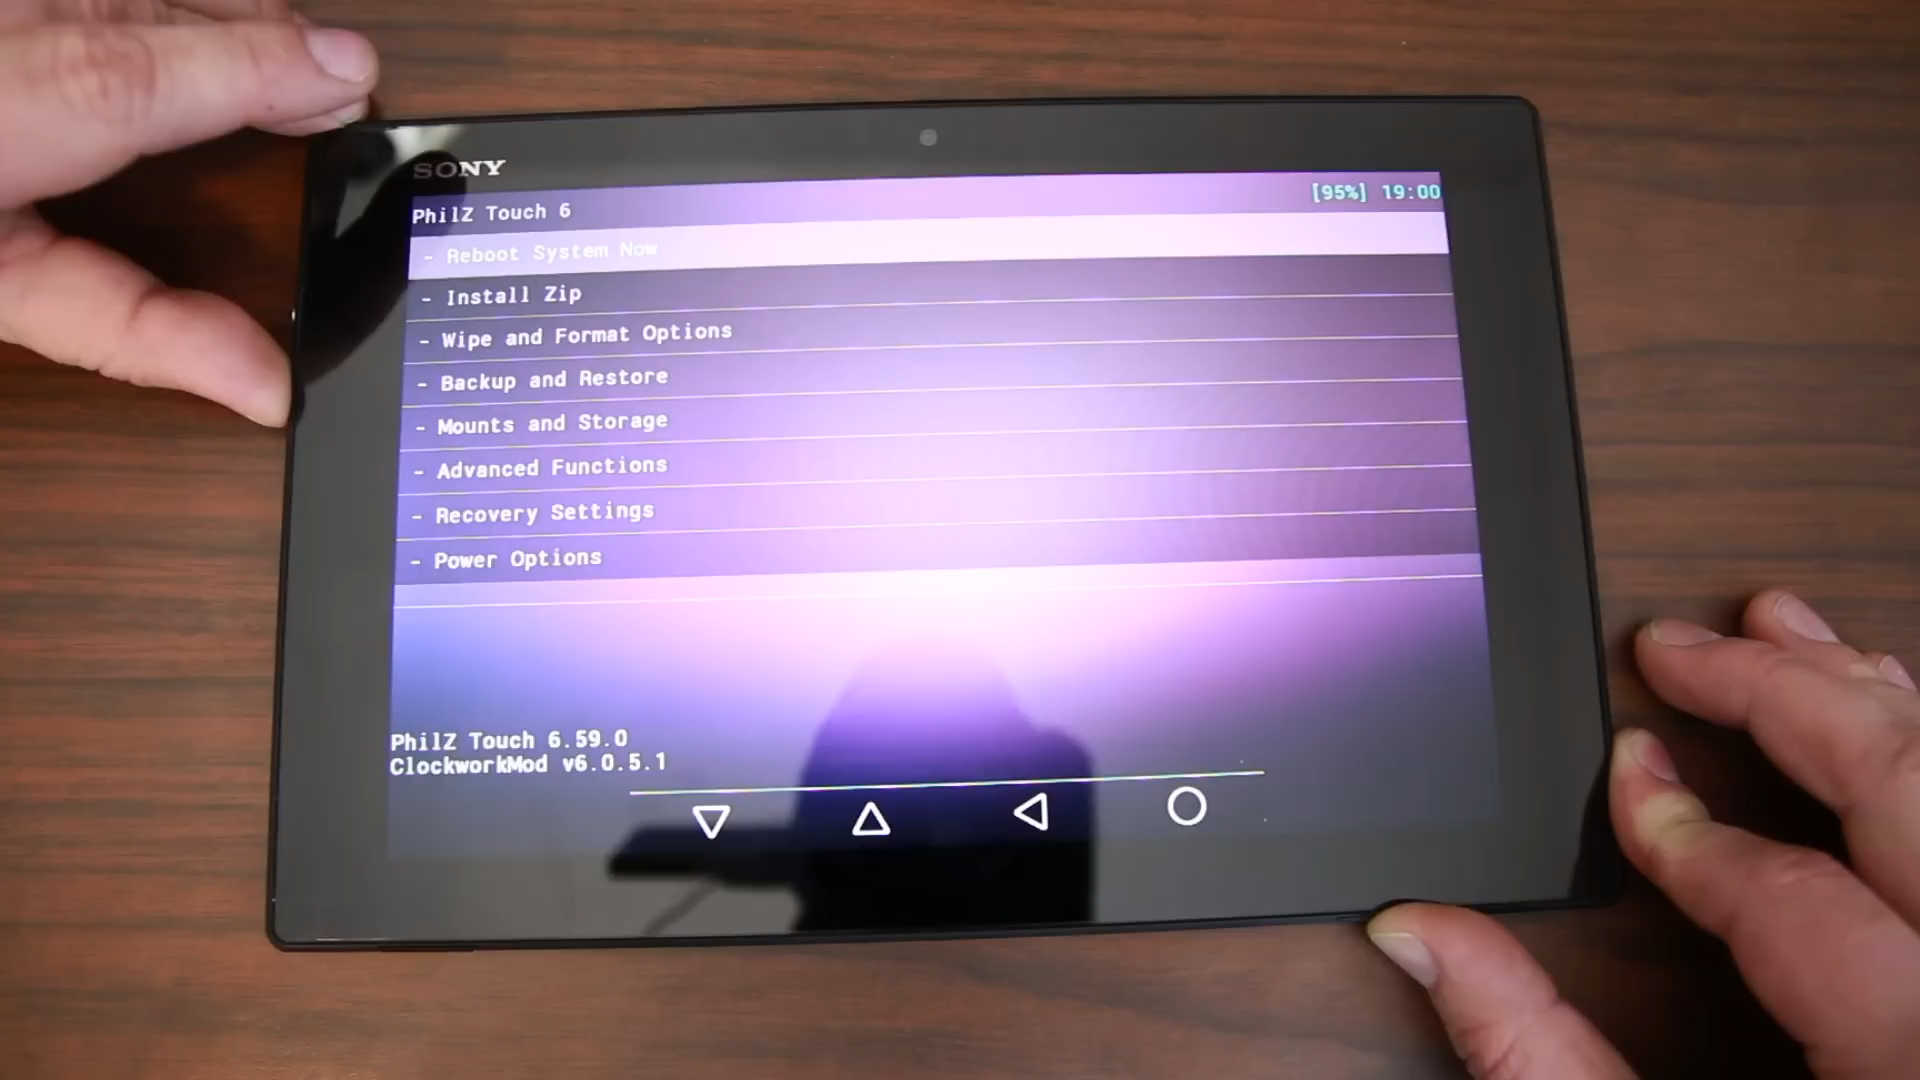 SONY
PhilZ Touch 6
[95%] 19:00
- Reboot System Now
- Install Zip
- Wipe and Format Options
- Backup and Restore
- Mounts and Storage
- Advanced Functions
- Recovery Settings
- Power Options
PhilZ Touch 6.59.0
ClockworkMod v6.0.5.1